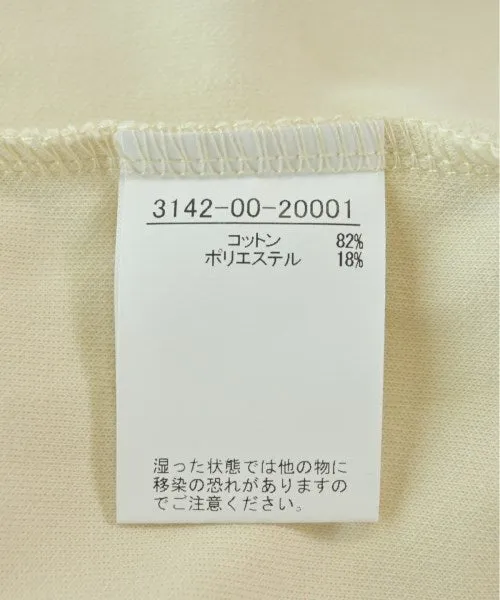 3142-00-20001
コットン 82%
ポリエステル 18%
湿った状態では他の物に
移染の恐れがありますの
でご注意ください。